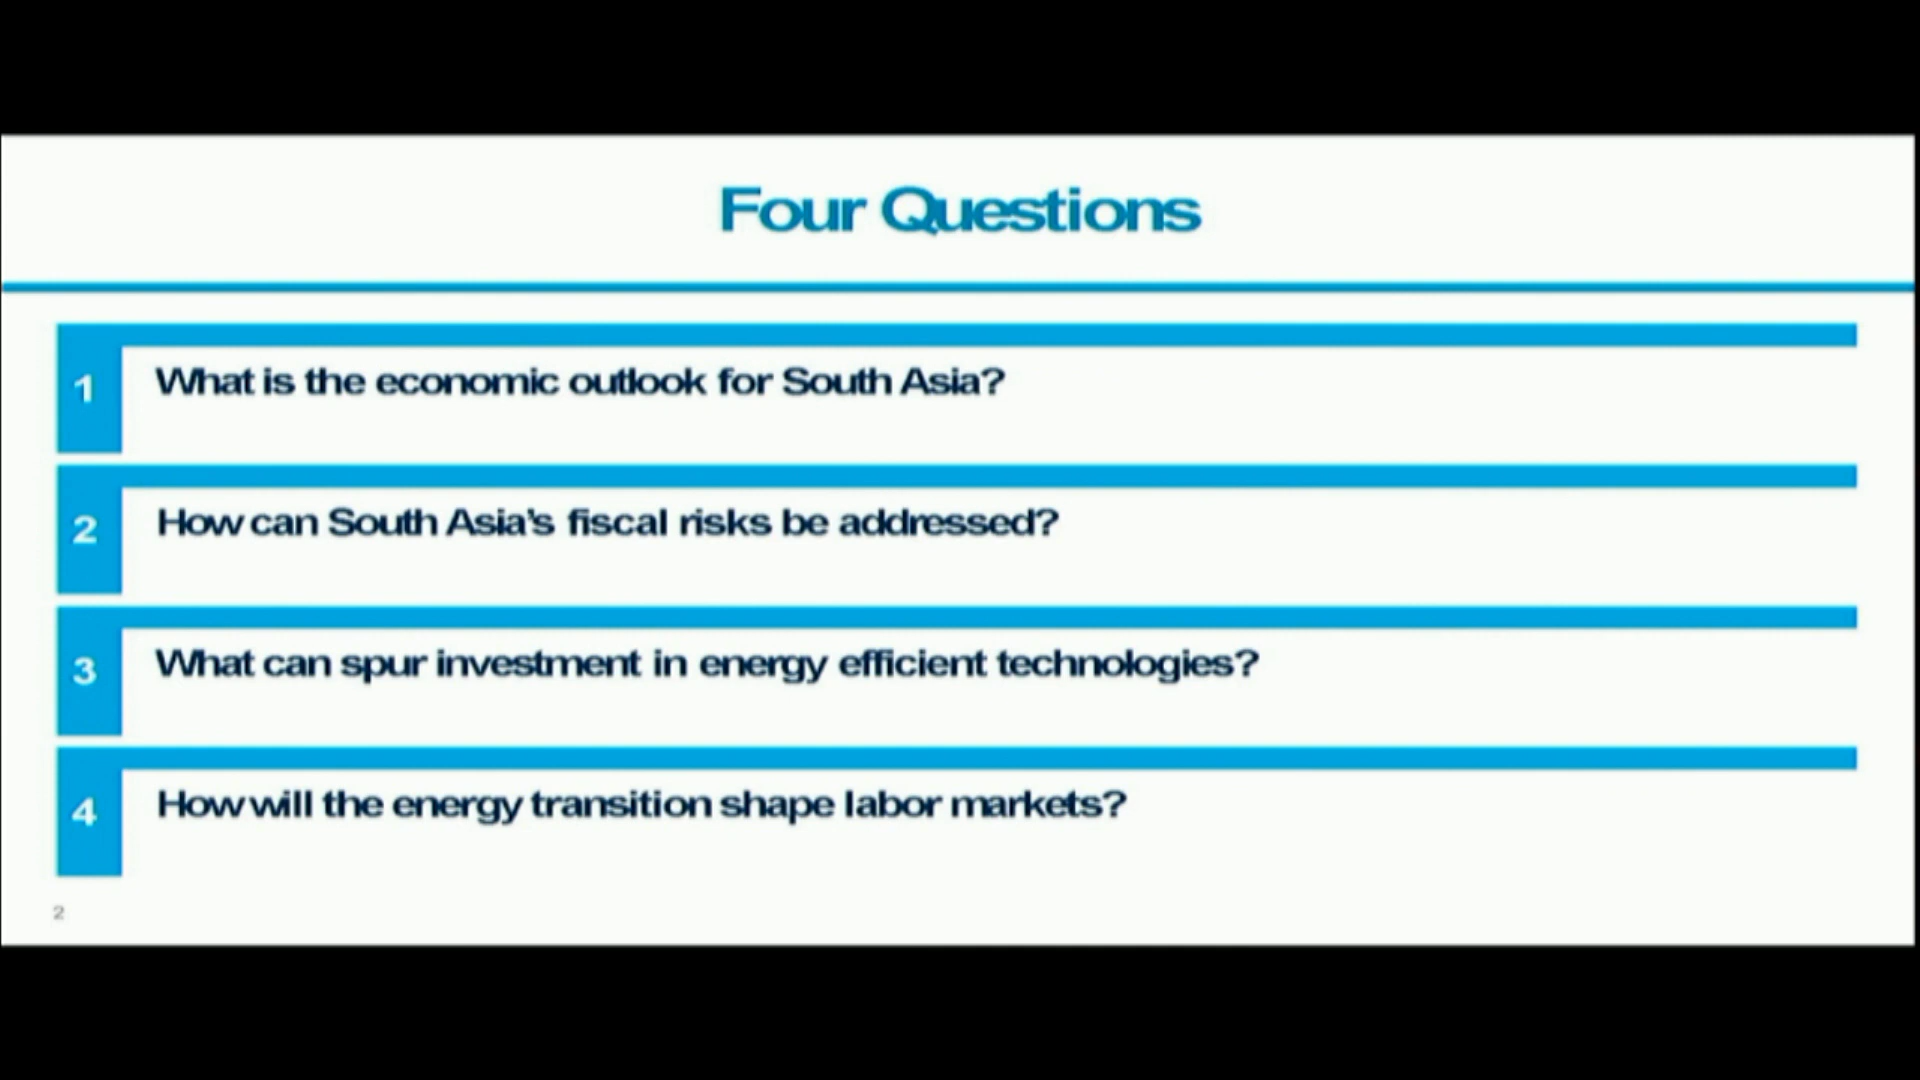 Four Questions
1 What is the economic outlook for South Asia?
2 How can South Asia's fiscal risks be addressed?
3 What can spur investment in energy efficient technologies?
4 How will the energy transition shape labor markets?
2